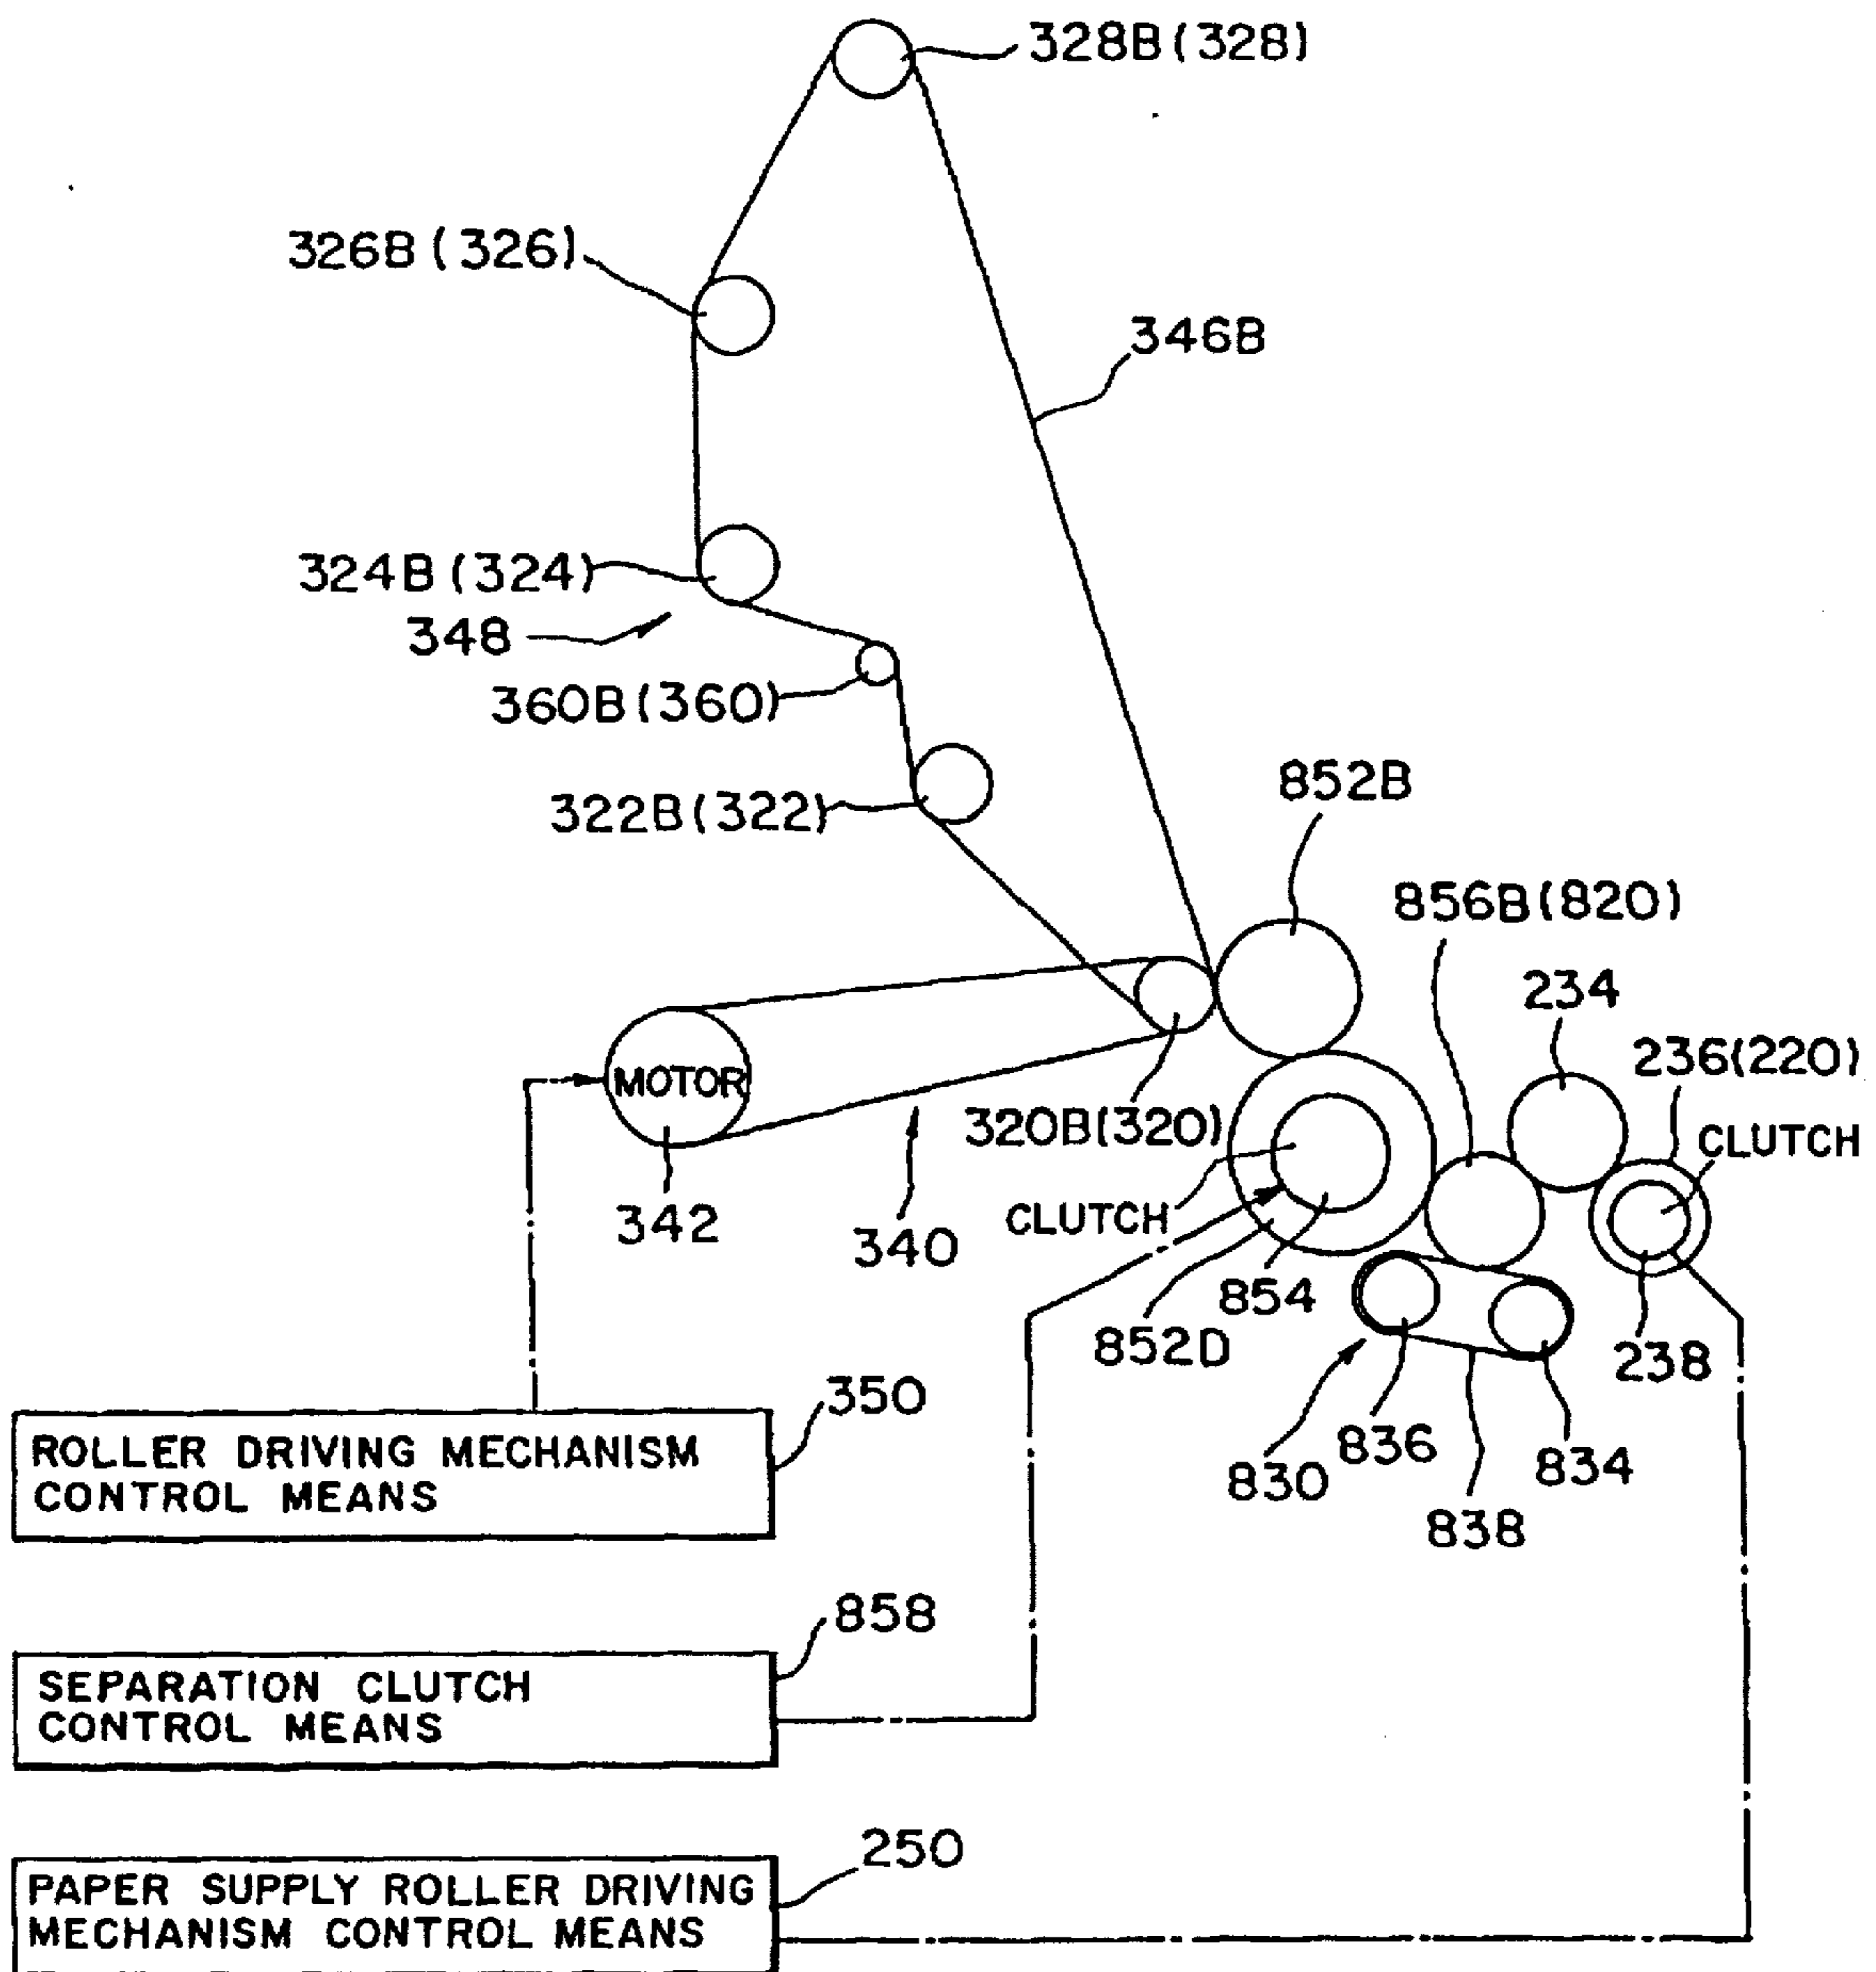 328B(328)
326B(326)
346B
324B(324)
348
360B(360)
322B(322)
852B
856B(820)
234
236(220)
CLUTCH
MOTOR
320B(320)
342
340
CLUTCH
854
852D
238
350
ROLLER DRIVING MECHANISM
CONTROL MEANS
830
836
834
838
858
SEPARATION CLUTCH
CONTROL MEANS
250
PAPER SUPPLY ROLLER DRIVING
MECHANISM CONTROL MEANS